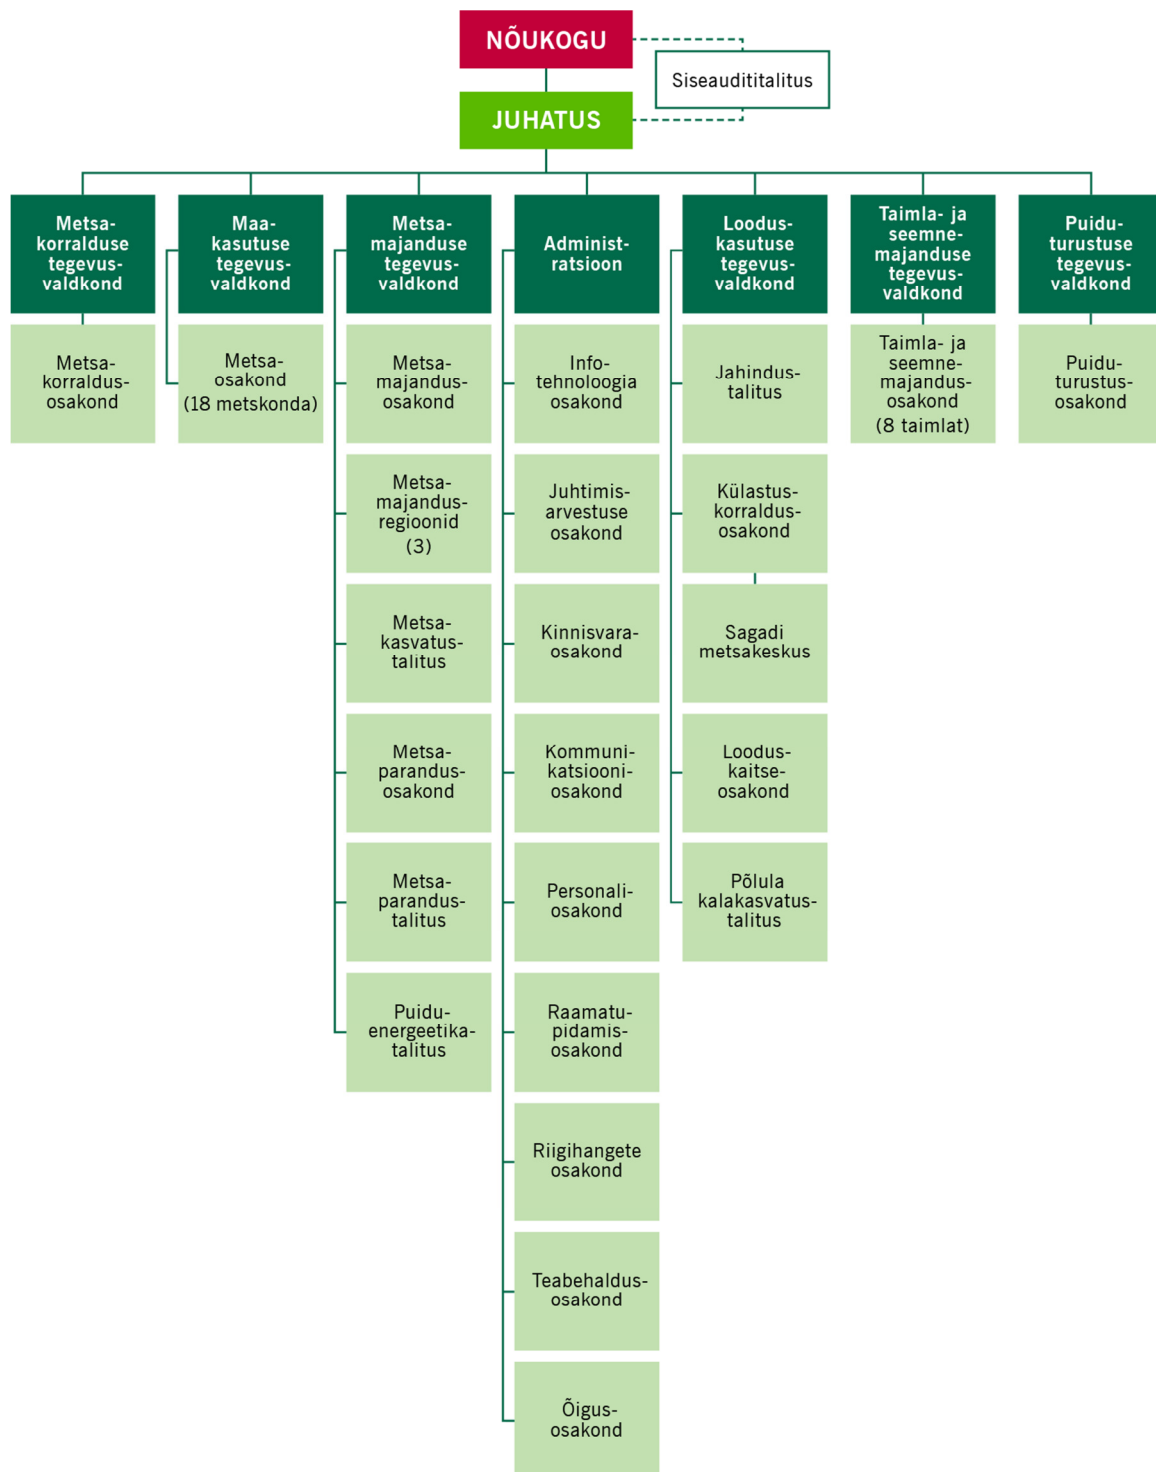 NÕUKOGU
Siseaudititalitus
JUHATUS
Metsa-
korralduse
tegevus-
valdkond
Maa-
kasutuse
tegevus-
valdkond
Metsa-
majanduse
tegevus-
valdkond
Administ-
ratsioon
Loodus-
kasutuse
tegevus-
valdkond
Taimla- ja
seemne-
majanduse
tegevus-
valdkond
Puidu-
turustuse
tegevus-
valdkond
Metsa-
korraldus-
osakond
Metsa-
osakond
(18 metskonda)
Metsa-
majandus-
osakond
Info-
tehnoloogia
osakond
Jahindus-
talitus
Taimla- ja
seemne-
majandus-
osakond
(8 taimlat)
Puidu-
turustus-
osakond
Metsa-
majandus-
regioonid
(3)
Juhtimis-
arvestuse
osakond
Külastus-
korraldus-
osakond
Metsa-
kasvatus-
talitus
Kinnisvara-
osakond
Sagadi
metsakeskus
Metsa-
parandus-
osakond
Kommuni-
katsiooni-
osakond
Loodus-
kaitse-
osakond
Metsa-
parandus-
talitus
Personali-
osakond
Põlula
kalakasvatus-
talitus
Puidu-
energeetika-
talitus
Raamatu-
pidamis-
osakond
Riigihangete
osakond
Teabehaldus-
osakond
Õigus-
osakond